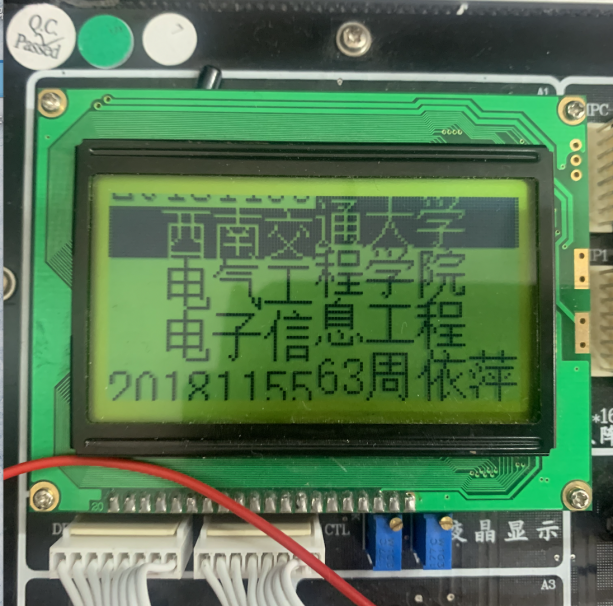 Q.C.
Passed
A1
西南交通大学
电气工程学院
电子信息工程
2018115563周依萍
CTL
液晶显示
A3